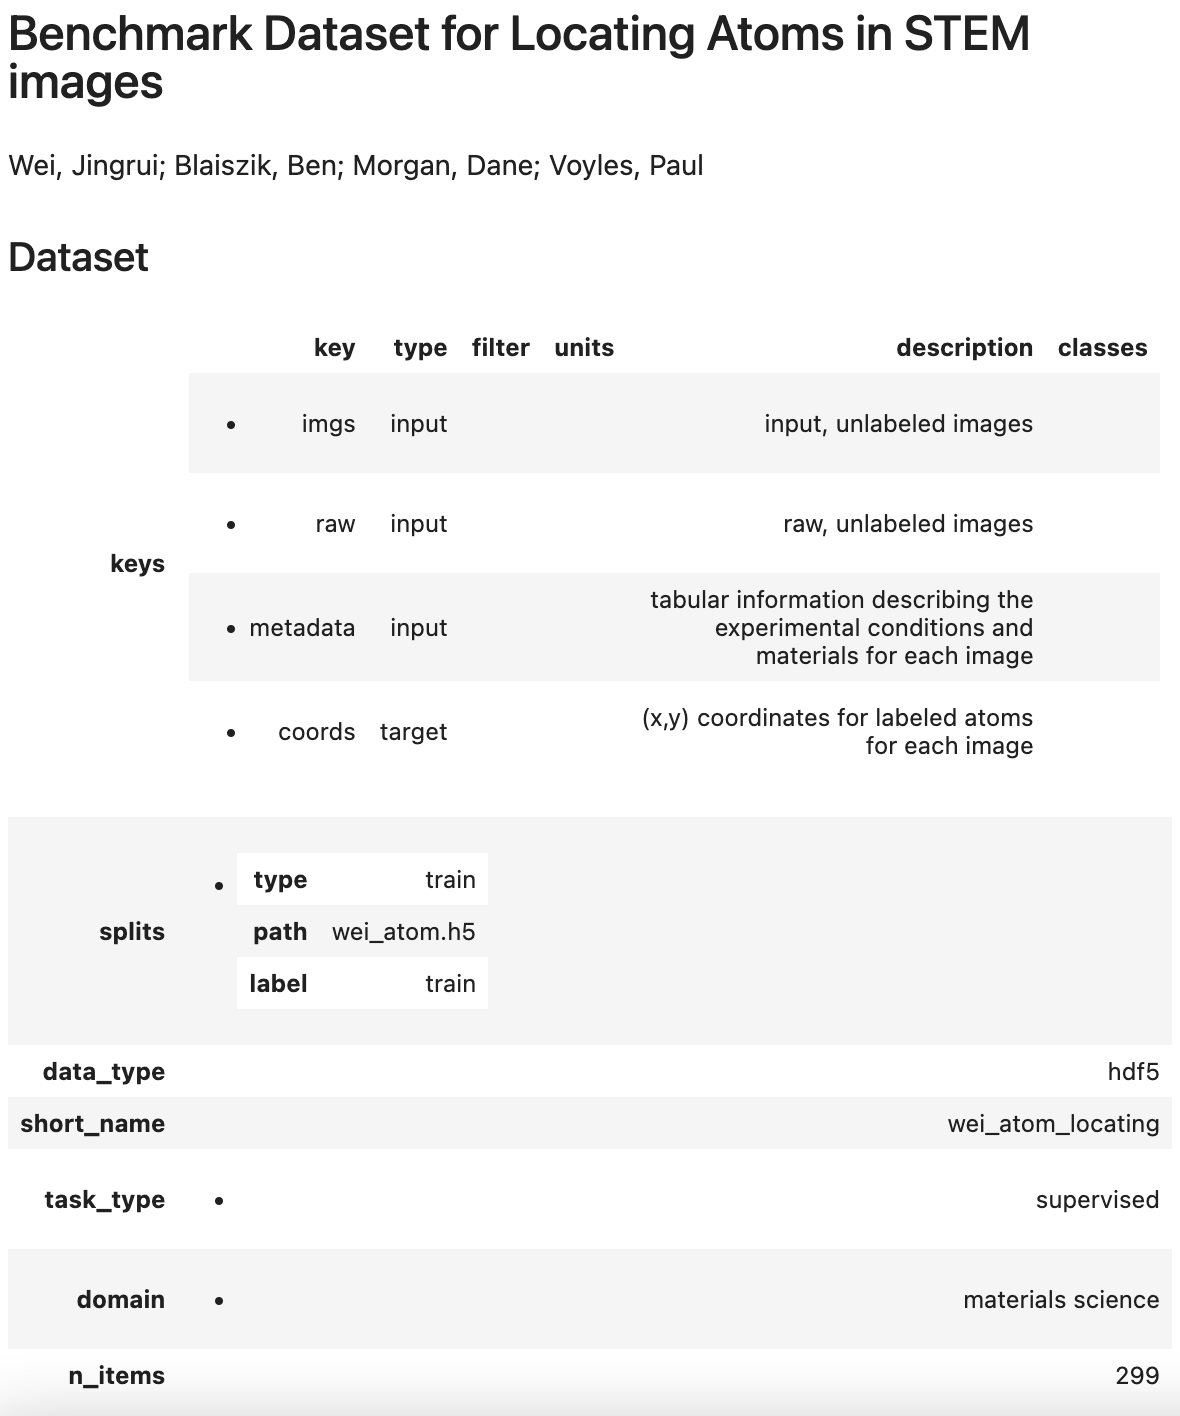 Benchmark Dataset for Locating Atoms in STEM
images
Wei, Jingrui; Blaiszik, Ben; Morgan, Dane; Voyles, Paul
Dataset
key type filter units description classes
• imgs input input, unlabeled images
• raw input raw, unlabeled images
keys
• metadata input tabular information describing the
experimental conditions and
materials for each image
• coords target (x,y) coordinates for labeled atoms
for each image
• type train
splits path wei_atom.h5
label train
data_type hdf5
short_name wei_atom_locating
task_type • supervised
domain • materials science
n_items 299